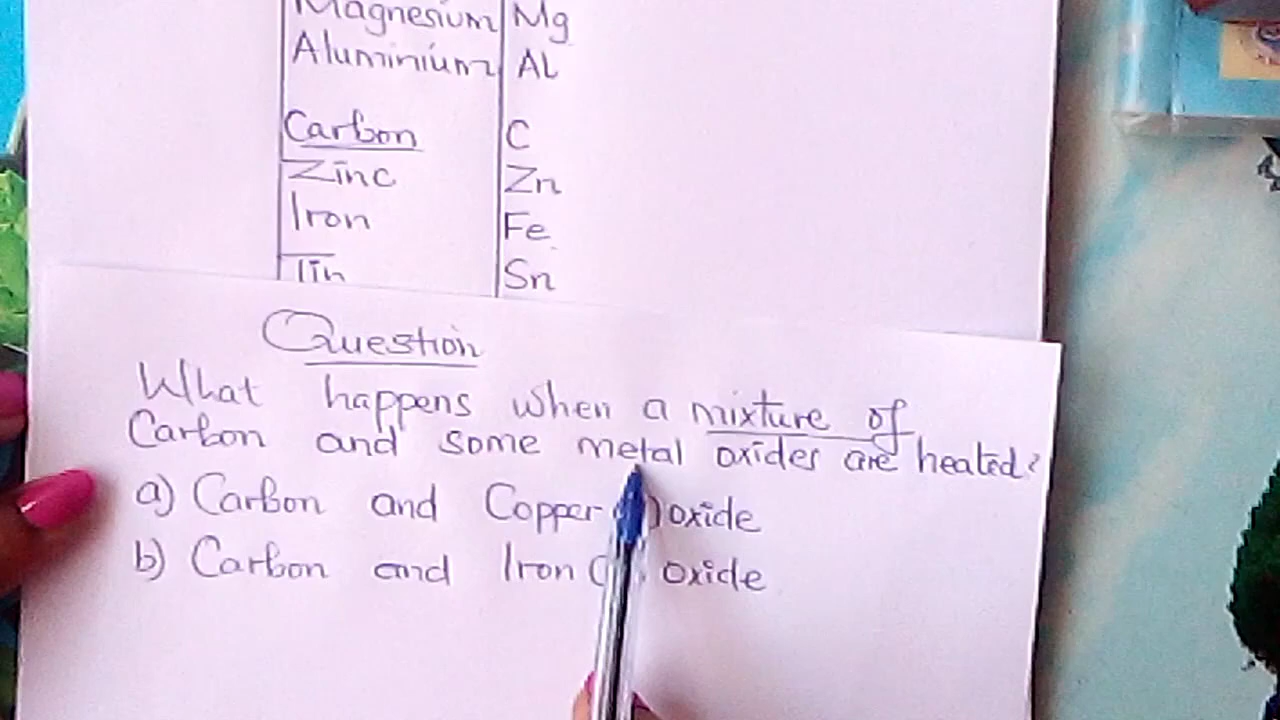 Magnesium Mg
Aluminium Al
Carbon C
Zinc Zn
Iron Fe
Tin Sn
Question
What happens when a mixture of
Carbon and some metal oxides are heated?
a) Carbon and Copper oxide
b) Carbon and Iron oxide